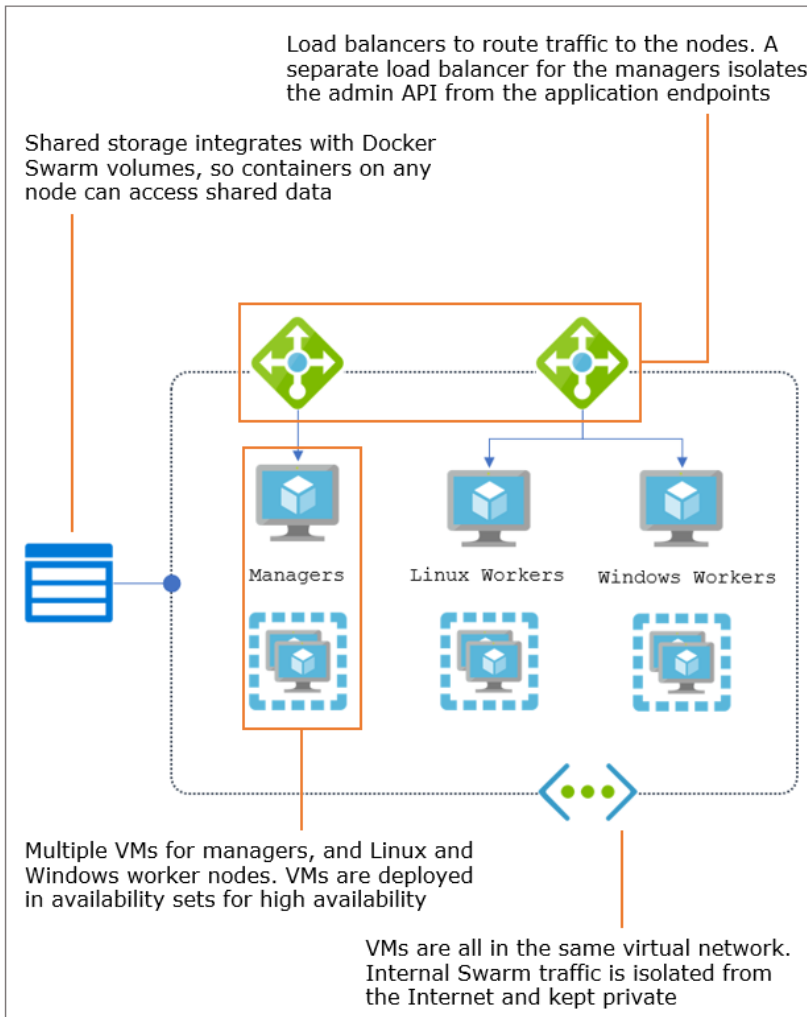 Load balancers to route traffic to the nodes. A
separate load balancer for the managers isolates
the admin API from the application endpoints
Shared storage integrates with Docker
Swarm volumes, so containers on any
node can access shared data
Managers
Linux Workers
Windows Workers
Multiple VMs for managers, and Linux and
Windows worker nodes. VMs are deployed
in availability sets for high availability
VMs are all in the same virtual network.
Internal Swarm traffic is isolated from
the Internet and kept private